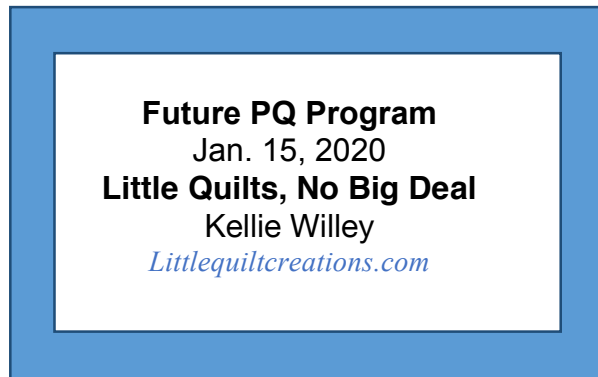 Future PQ Program
Jan. 15, 2020
Little Quilts, No Big Deal
Kellie Willey
Littlequiltcreations.com